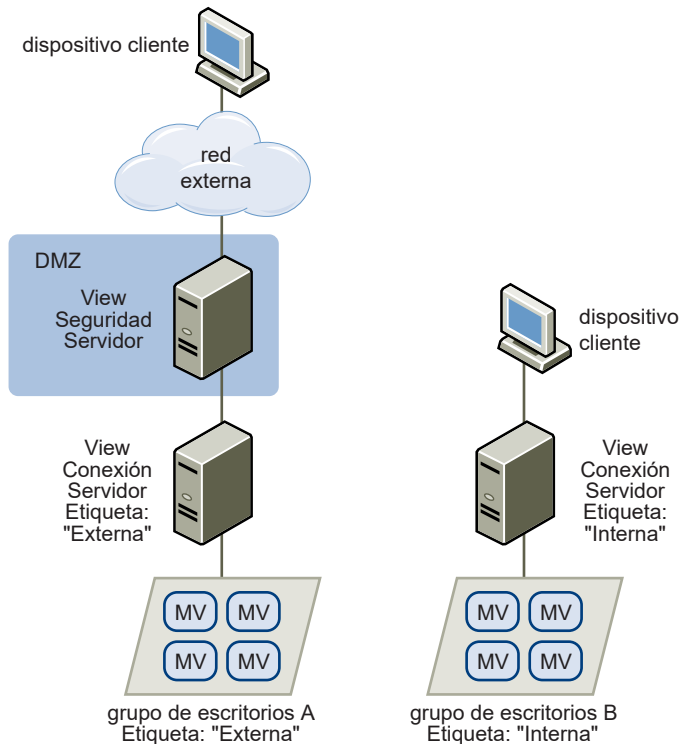 dispositivo cliente
red
externa
DMZ
View
Seguridad
Servidor
View
Conexión
Servidor
Etiqueta:
"Externa"
MV MV
MV MV
grupo de escritorios A
Etiqueta: "Externa"
dispositivo
cliente
View
Conexión
Servidor
Etiqueta:
"Interna"
MV MV
MV MV
grupo de escritorios B
Etiqueta: "Interna"